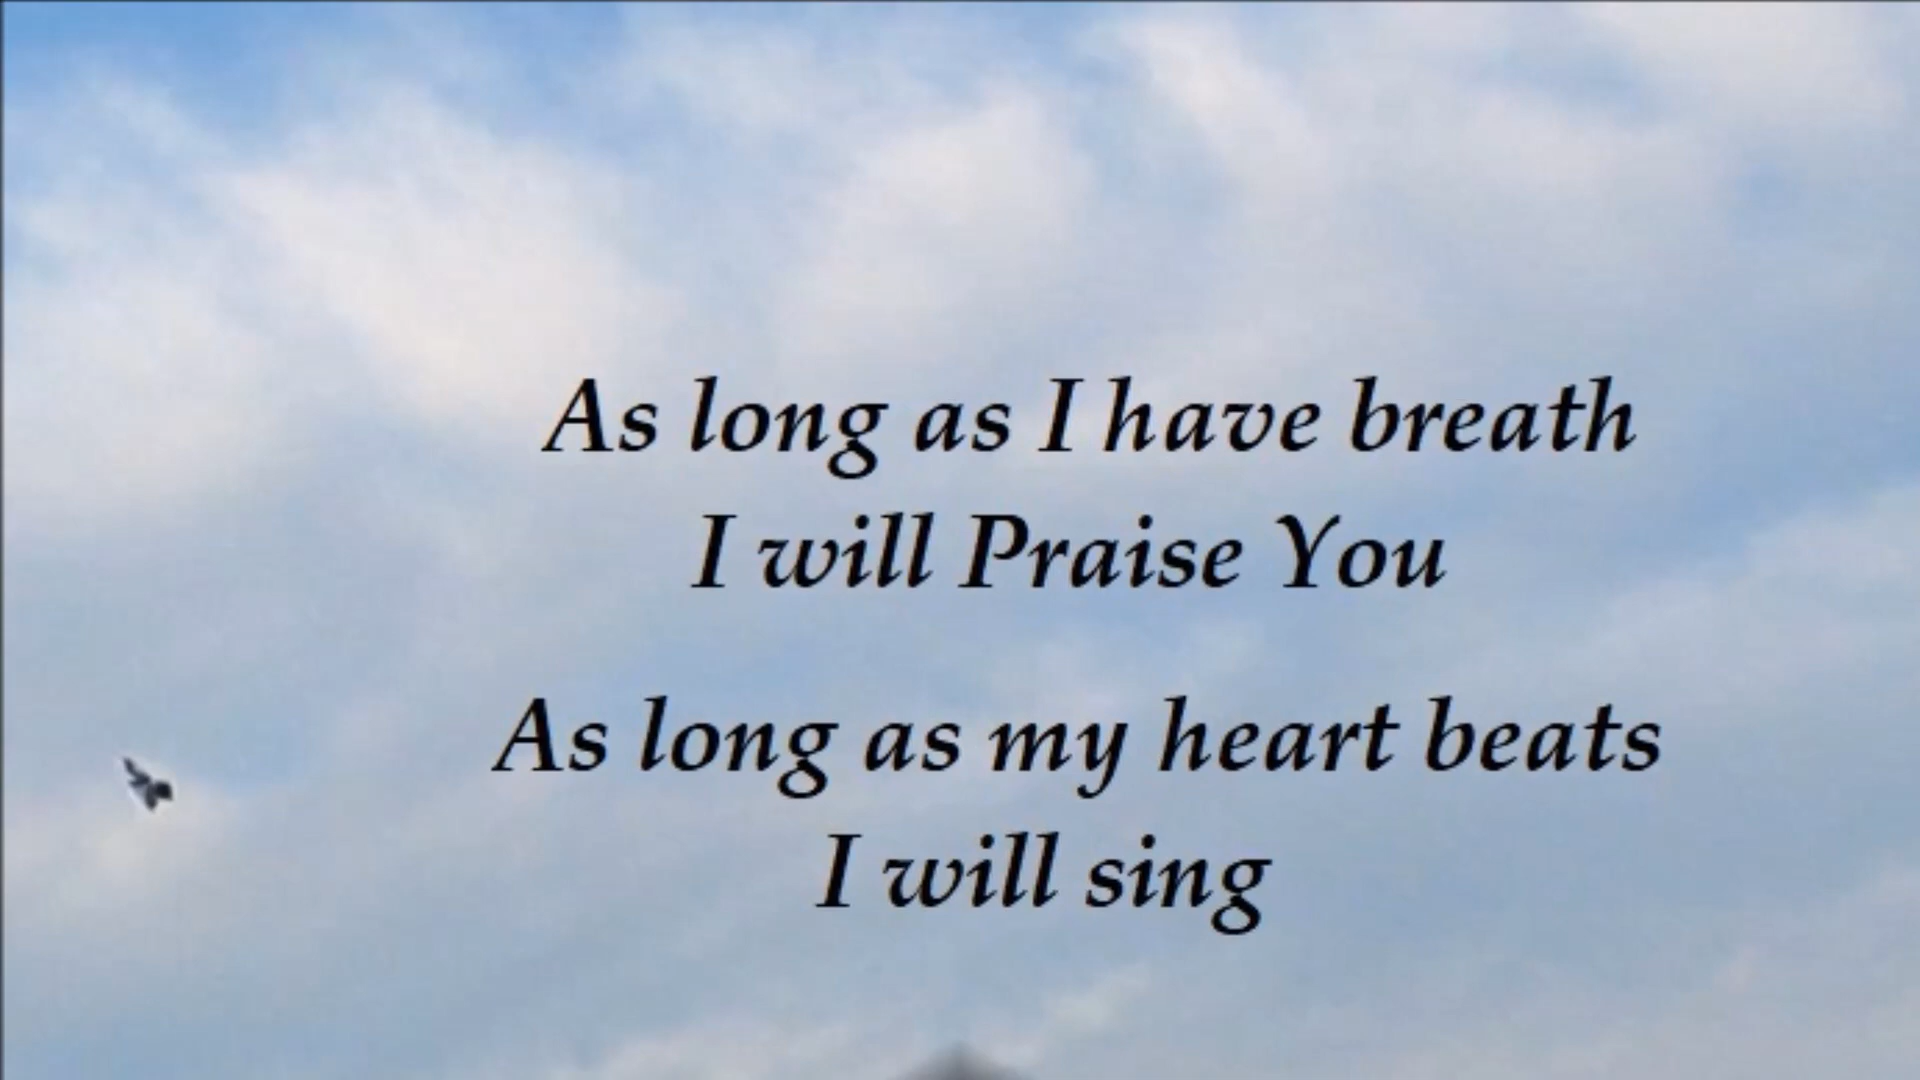 As long as I have breath
I will Praise You
As long as my heart beats
I will sing